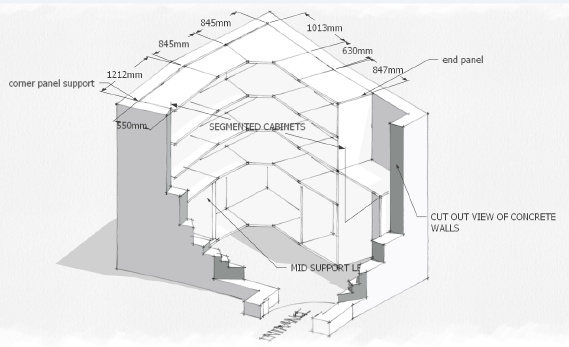 845mm
1013mm
845mm
630mm
end panel
1212mm
847mm
corner panel support
550mm
SEGMENTED CABINETS
CUT OUT VIEW OF CONCRETE
WALLS
MID SUPPORT LE